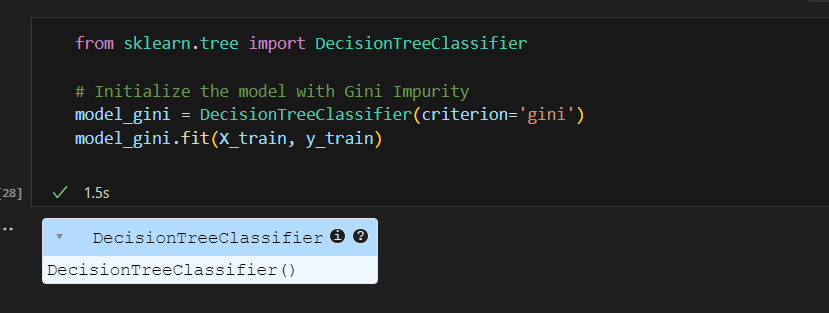 from sklearn.tree import DecisionTreeClassifier
# Initialize the model with Gini Impurity
model_gini = DecisionTreeClassifier(criterion='gini')
model_gini.fit(X_train, y_train)
[28]
1.5s
...
DecisionTreeClassifier i ?
DecisionTreeClassifier()